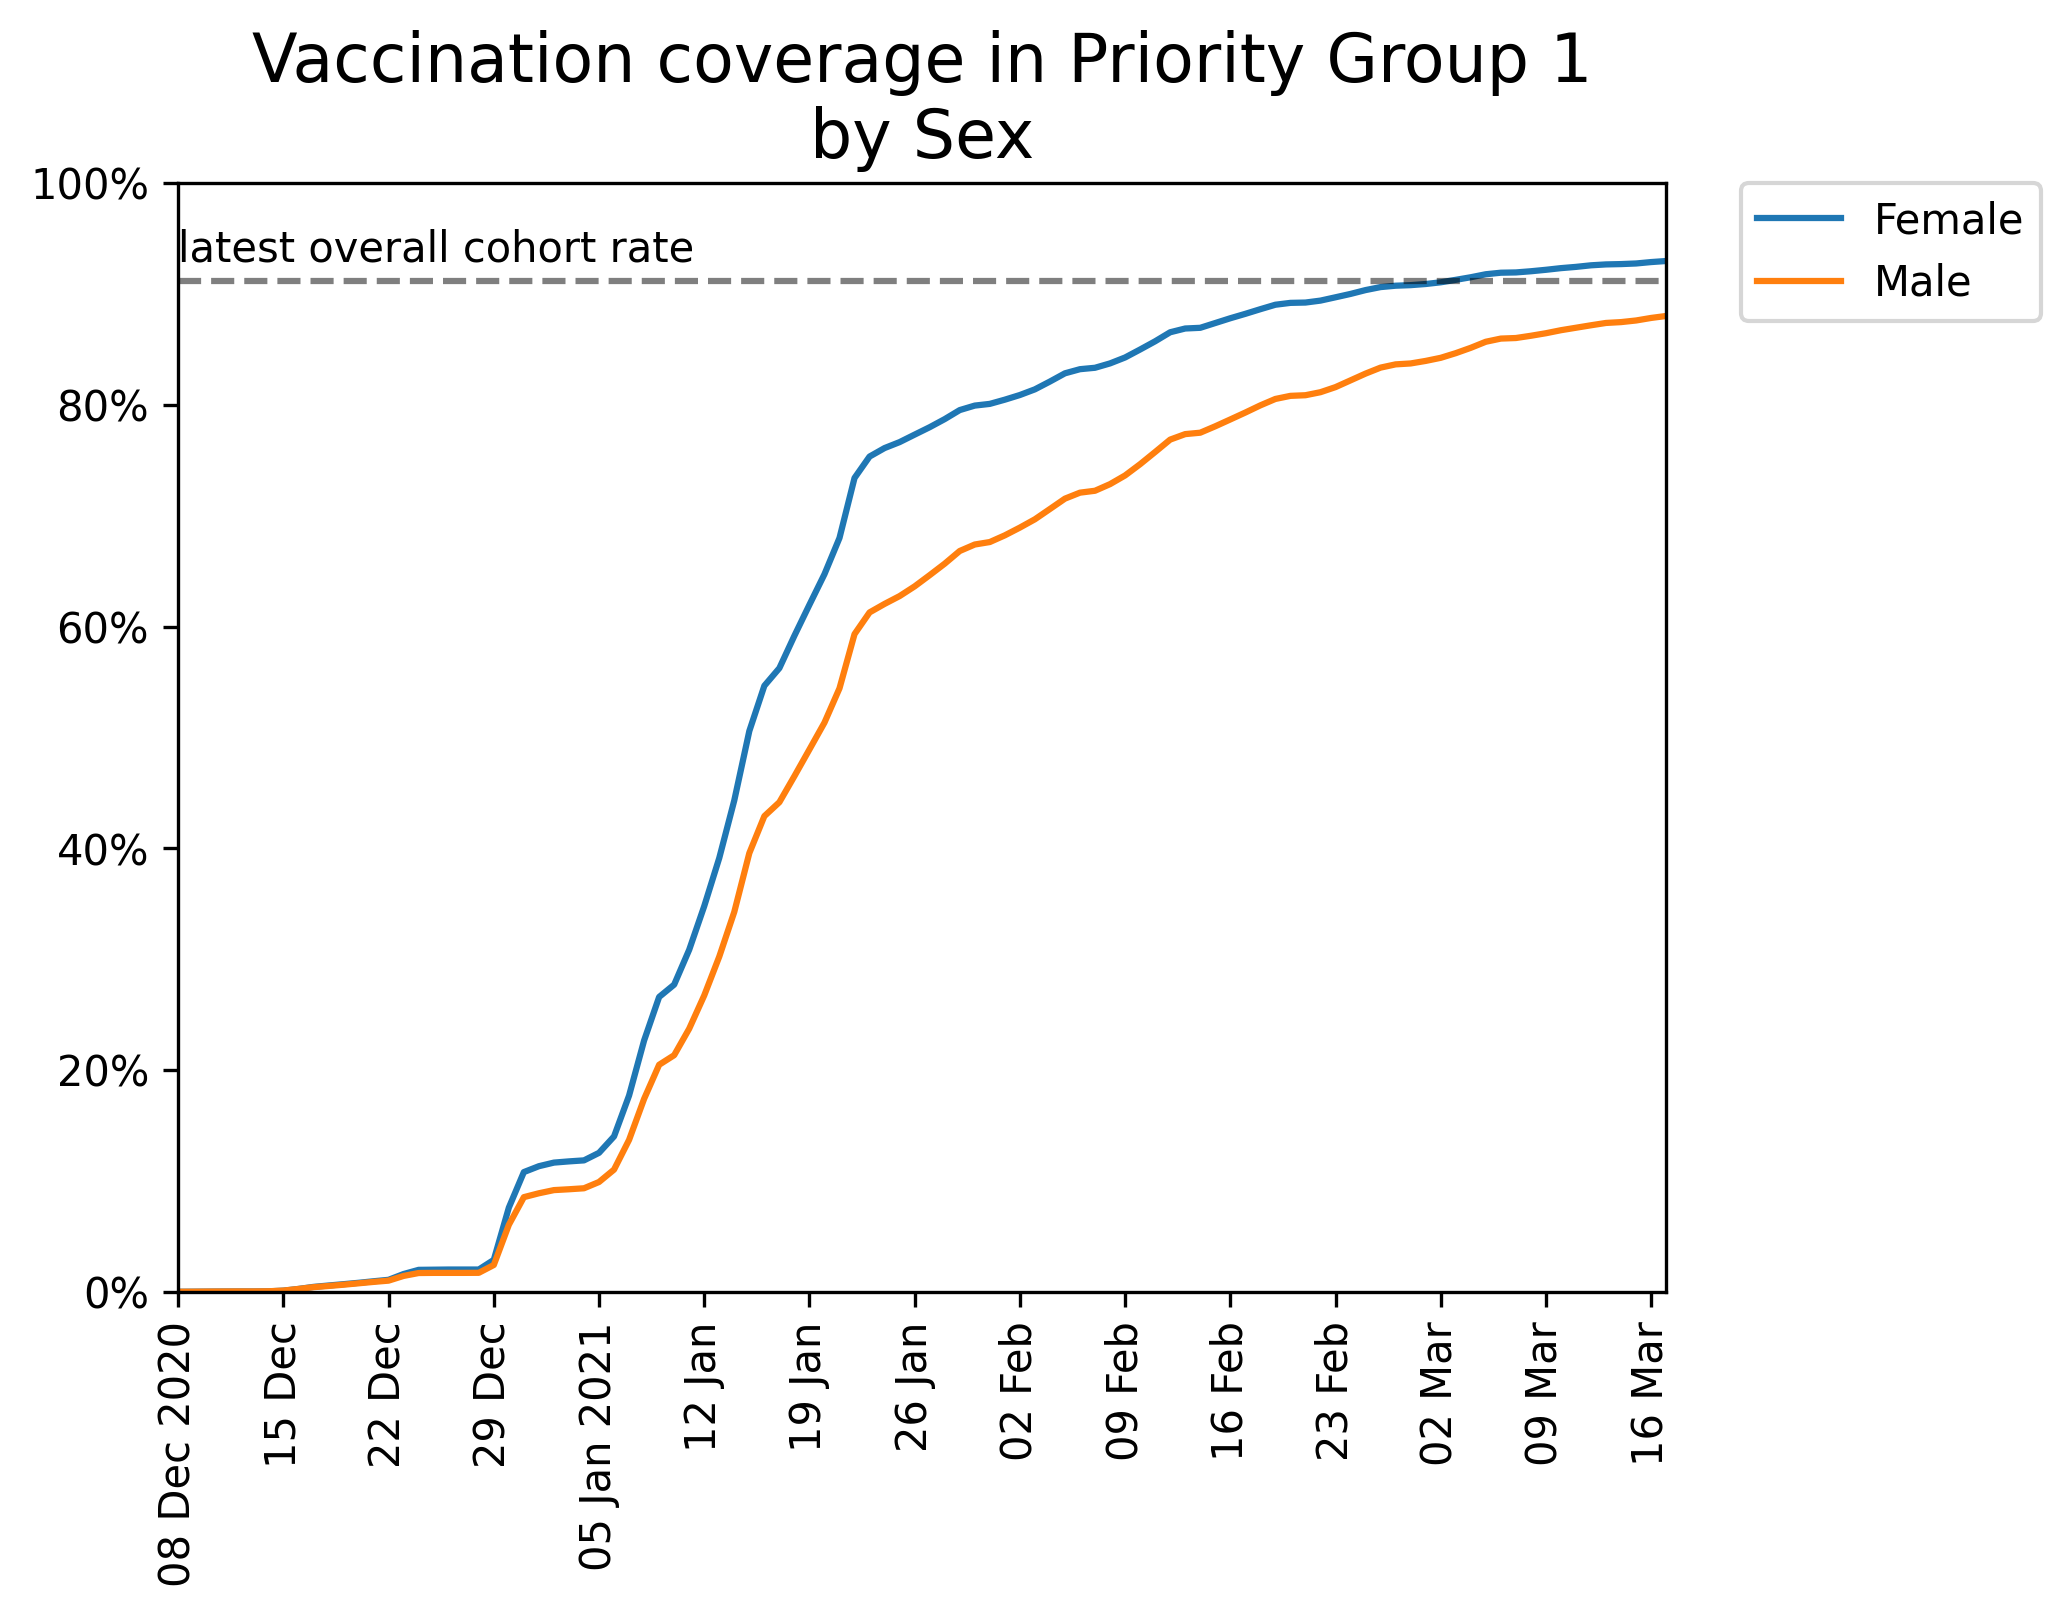 Vaccination coverage in Priority Group 1
by Sex
100%
80%
60%
40%
20%
0%
latest overall cohort rate
Female
Male
08 Dec 2020
15 Dec
22 Dec
29 Dec
05 Jan 2021
12 Jan
19 Jan
26 Jan
02 Feb
09 Feb
16 Feb
23 Feb
02 Mar
09 Mar
16 Mar